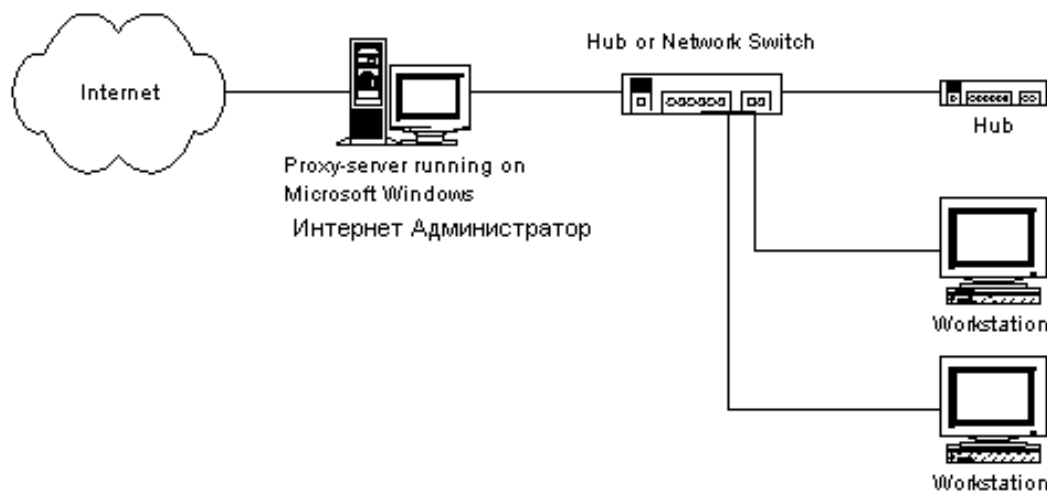 Hub or Network Switch
Internet
Hub
Proxy-server running on
Microsoft Windows
Интернет Администратор
Workstation
Workstation